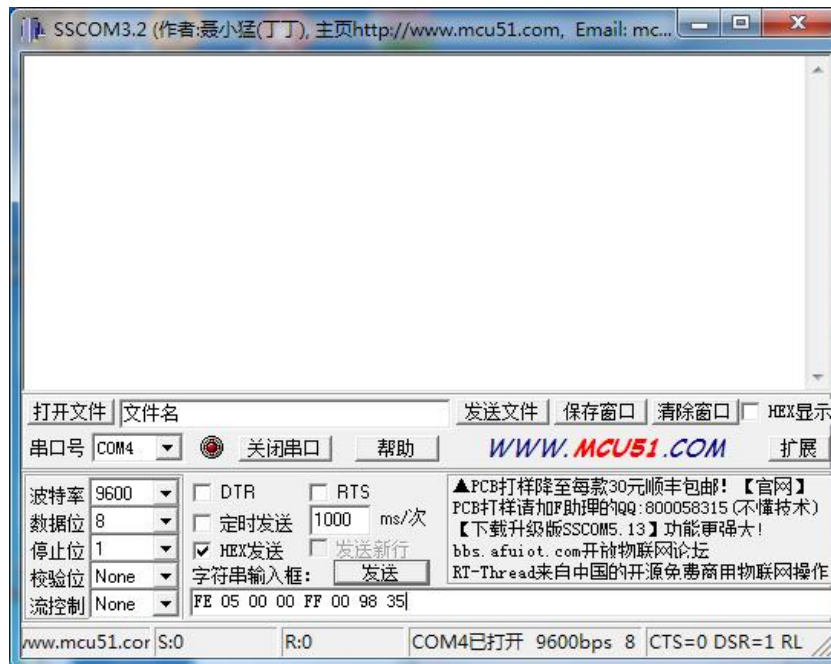 SSCOM3.2 (作者:聂小猛(丁丁), 主页http://www.mcu51.com, Email: mc...
打开文件 文件名 发送文件 保存窗口 清除窗口 HEX显示
串口号 COM4 关闭串口 帮助 WWW.MCU51.COM 扩展
波特率 9600 DTR RTS
数据位 8 定时发送 1000 ms/次
停止位 1 HEX发送 发送新行
校验位 None 字符串输入框: 发送
流控制 None FE 05 00 00 FF 00 98 35
▲PCB打样降至每款30元顺丰包邮!【官网】
PCB打样请加F助理的QQ:800058315(不懂技术)
【下载升级版SSCOM5.13】功能更强大!
bbs.afuiot.com开放物联网论坛
RT-Thread来自中国的开源免费商用物联网操作
www.mcu51.cor S:0 R:0 COM4已打开 9600bps 8 CTS=0 DSR=1 RL